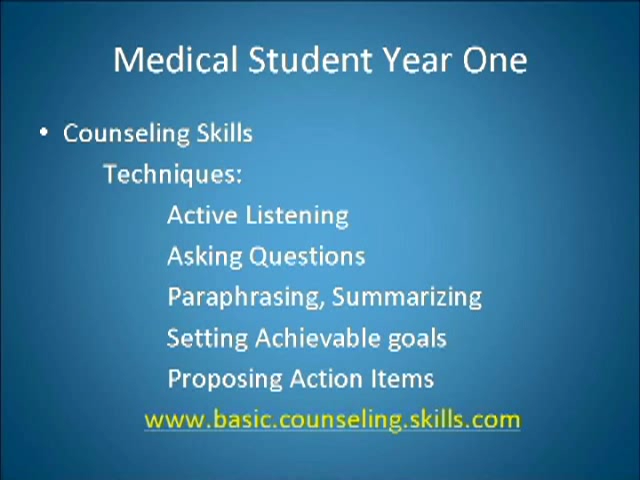 Medical Student Year One
• Counseling Skills
Techniques:
Active Listening
Asking Questions
Paraphrasing, Summarizing
Setting Achievable goals
Proposing Action Items
www.basic.counseling.skills.com